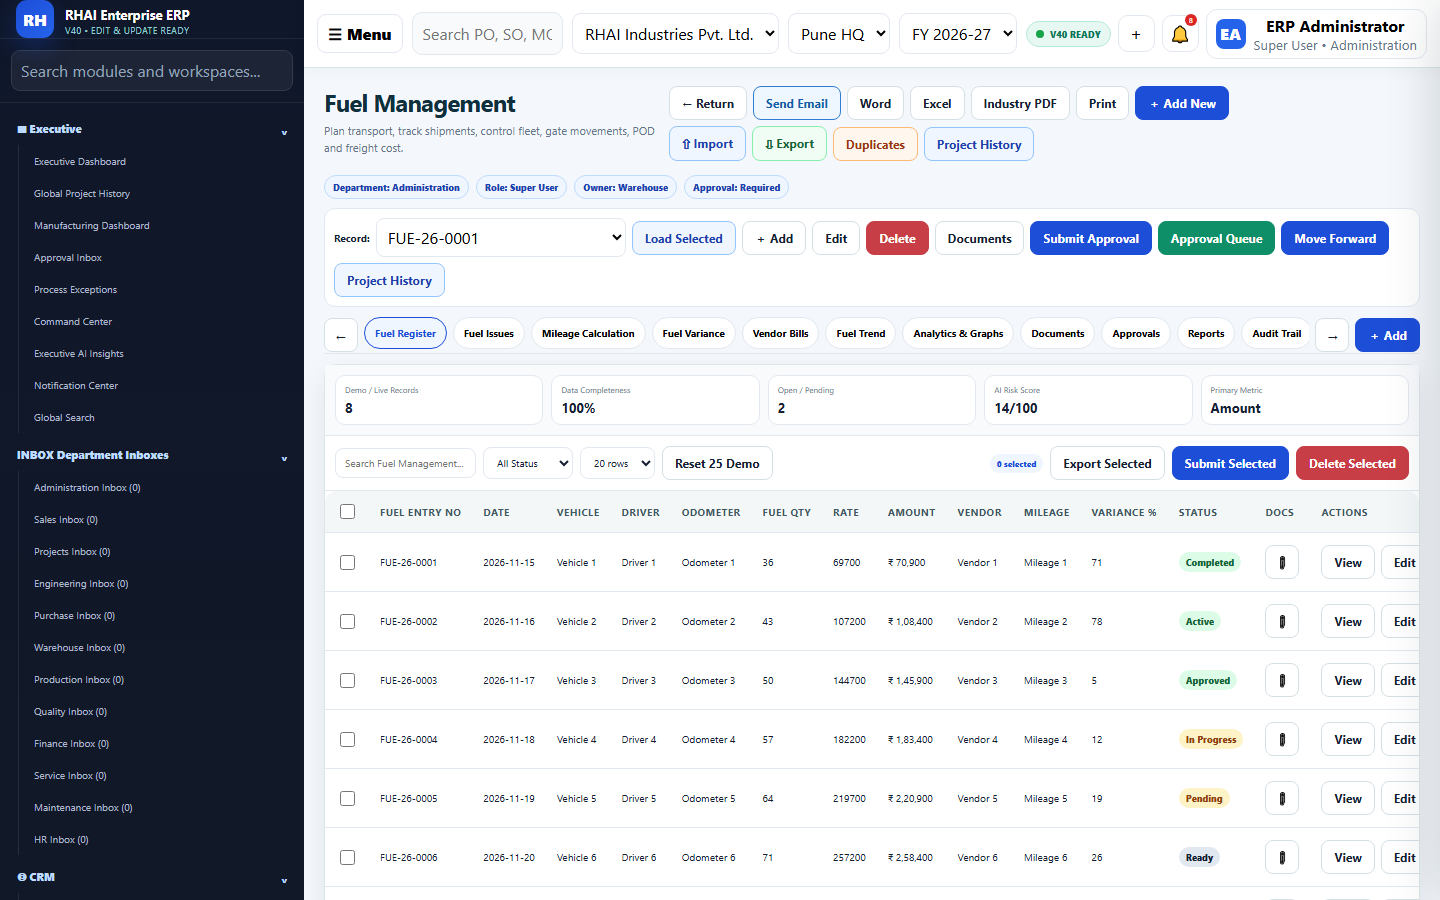 RH
RHAI Enterprise ERP
V40 • EDIT & UPDATE READY
Search modules and workspaces...
Executive
Executive Dashboard
Global Project History
Manufacturing Dashboard
Approval Inbox
Process Exceptions
Command Center
Executive AI Insights
Notification Center
Global Search
INBOX Department Inboxes
Administration Inbox (0)
Sales Inbox (0)
Projects Inbox (0)
Engineering Inbox (0)
Purchase Inbox (0)
Warehouse Inbox (0)
Production Inbox (0)
Quality Inbox (0)
Finance Inbox (0)
Service Inbox (0)
Maintenance Inbox (0)
HR Inbox (0)
CRM
☰ Menu
Search PO, SO, MO
RHAI Industries Pvt. Ltd.
Pune HQ
FY 2026-27
V40 READY
+
8
EA
ERP Administrator
Super User • Administration
Fuel Management
Plan transport, track shipments, control fleet, gate movements, POD
and freight cost.
← Return
Send Email
Word
Excel
Industry PDF
Print
+ Add New
⇧ Import
⇩ Export
Duplicates
Project History
Department: Administration
Role: Super User
Owner: Warehouse
Approval: Required
Record:
FUE-26-0001
Load Selected
+ Add
Edit
Delete
Documents
Submit Approval
Approval Queue
Move Forward
Project History
←
Fuel Register
Fuel Issues
Mileage Calculation
Fuel Variance
Vendor Bills
Fuel Trend
Analytics & Graphs
Documents
Approvals
Reports
Audit Trail
→
+ Add
Demo / Live Records
8
Data Completeness
100%
Open / Pending
2
AI Risk Score
14/100
Primary Metric
Amount
Search Fuel Management...
All Status
20 rows
Reset 25 Demo
0 selected
Export Selected
Submit Selected
Delete Selected
FUEL ENTRY NO DATE VEHICLE DRIVER ODOMETER FUEL QTY RATE AMOUNT VENDOR MILEAGE VARIANCE % STATUS DOCS ACTIONS
FUE-26-0001 2026-11-15 Vehicle 1 Driver 1 Odometer 1 36 69700 ₹ 70,900 Vendor 1 Mileage 1 71 Completed View Edit
FUE-26-0002 2026-11-16 Vehicle 2 Driver 2 Odometer 2 43 107200 ₹ 1,08,400 Vendor 2 Mileage 2 78 Active View Edit
FUE-26-0003 2026-11-17 Vehicle 3 Driver 3 Odometer 3 50 144700 ₹ 1,45,900 Vendor 3 Mileage 3 5 Approved View Edit
FUE-26-0004 2026-11-18 Vehicle 4 Driver 4 Odometer 4 57 182200 ₹ 1,83,400 Vendor 4 Mileage 4 12 In Progress View Edit
FUE-26-0005 2026-11-19 Vehicle 5 Driver 5 Odometer 5 64 219700 ₹ 2,20,900 Vendor 5 Mileage 5 19 Pending View Edit
FUE-26-0006 2026-11-20 Vehicle 6 Driver 6 Odometer 6 71 257200 ₹ 2,58,400 Vendor 6 Mileage 6 26 Ready View Edit